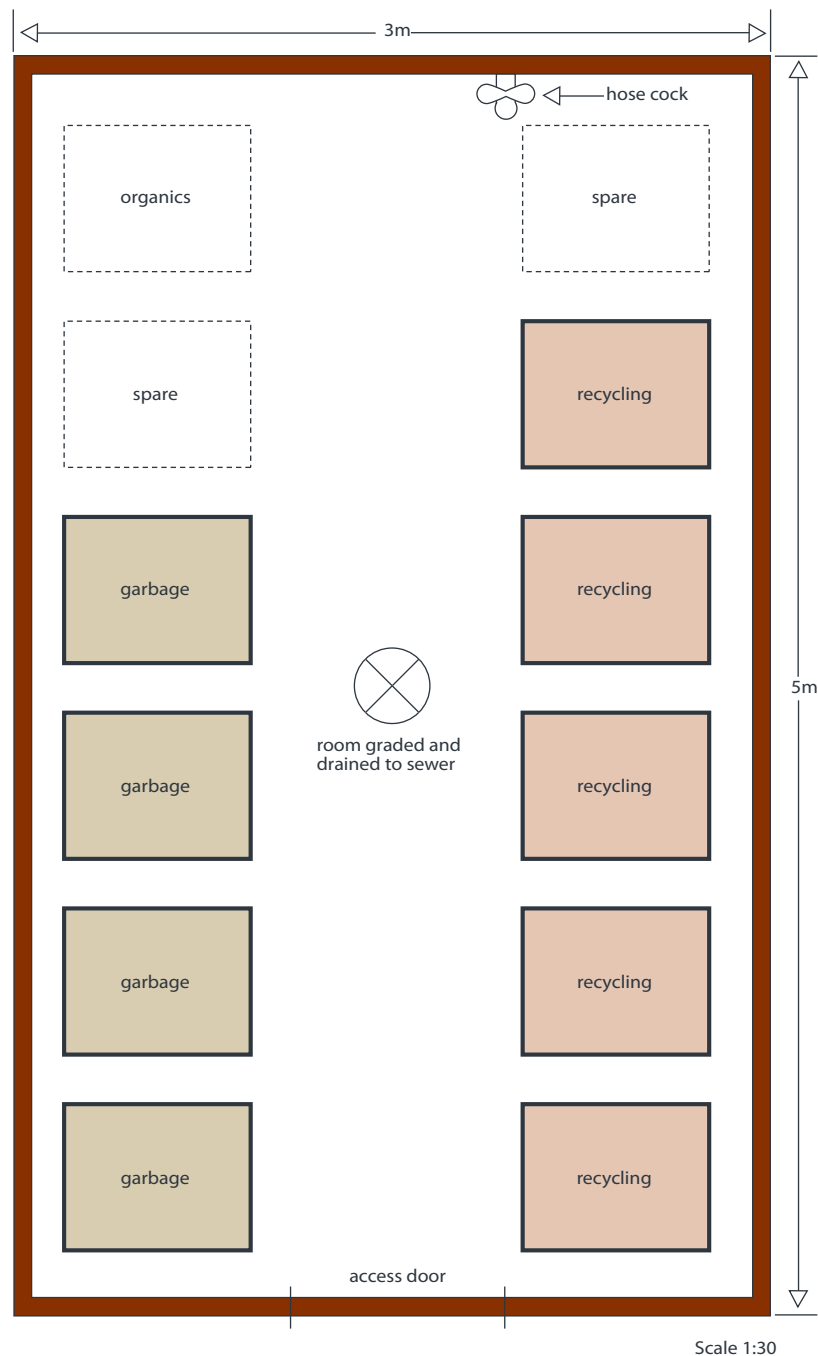 3m
hose cock
organics
spare
spare
recycling
garbage
recycling
room graded and
drained to sewer
5m
garbage
recycling
garbage
recycling
garbage
recycling
access door
Scale 1:30